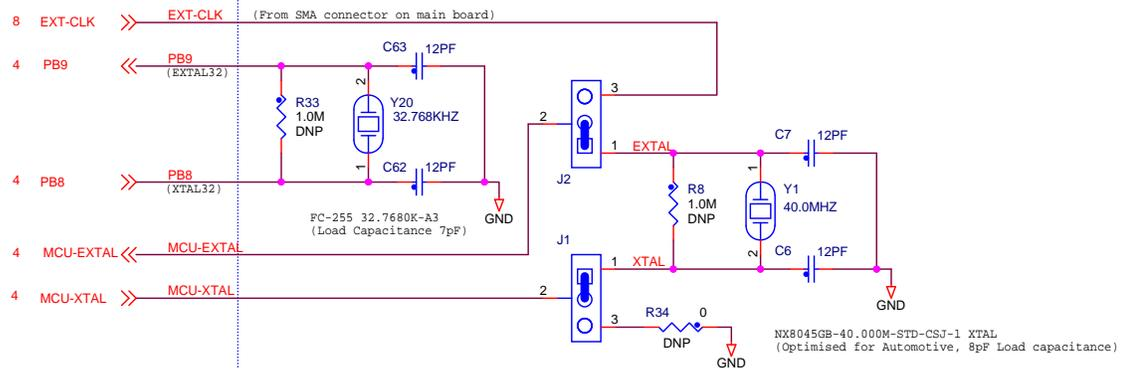 8 EXT-CLK EXT-CLK (From SMA connector on main board)
4 PB9 PB9
(EXTAL32)
C63 12PF
2
R33
1.0M
DNP
Y20
32.768KHZ
1
C62 12PF
4 PB8 PB8
(XTAL32)
GND
FC-255 32.7680K-A3
(Load Capacitance 7pF)
3
2
1
J2
EXTAL
C7 12PF
1
R8
1.0M
DNP
Y1
40.0MHZ
2
C6 12PF
GND
4 MCU-EXTAL MCU-EXTAL
J1
1 XTAL
4 MCU-XTAL MCU-XTAL
2
3
R34 0
DNP
GND
NX8045GB-40.000M-STD-CSJ-1 XTAL
(Optimised for Automotive, 8pF Load capacitance)